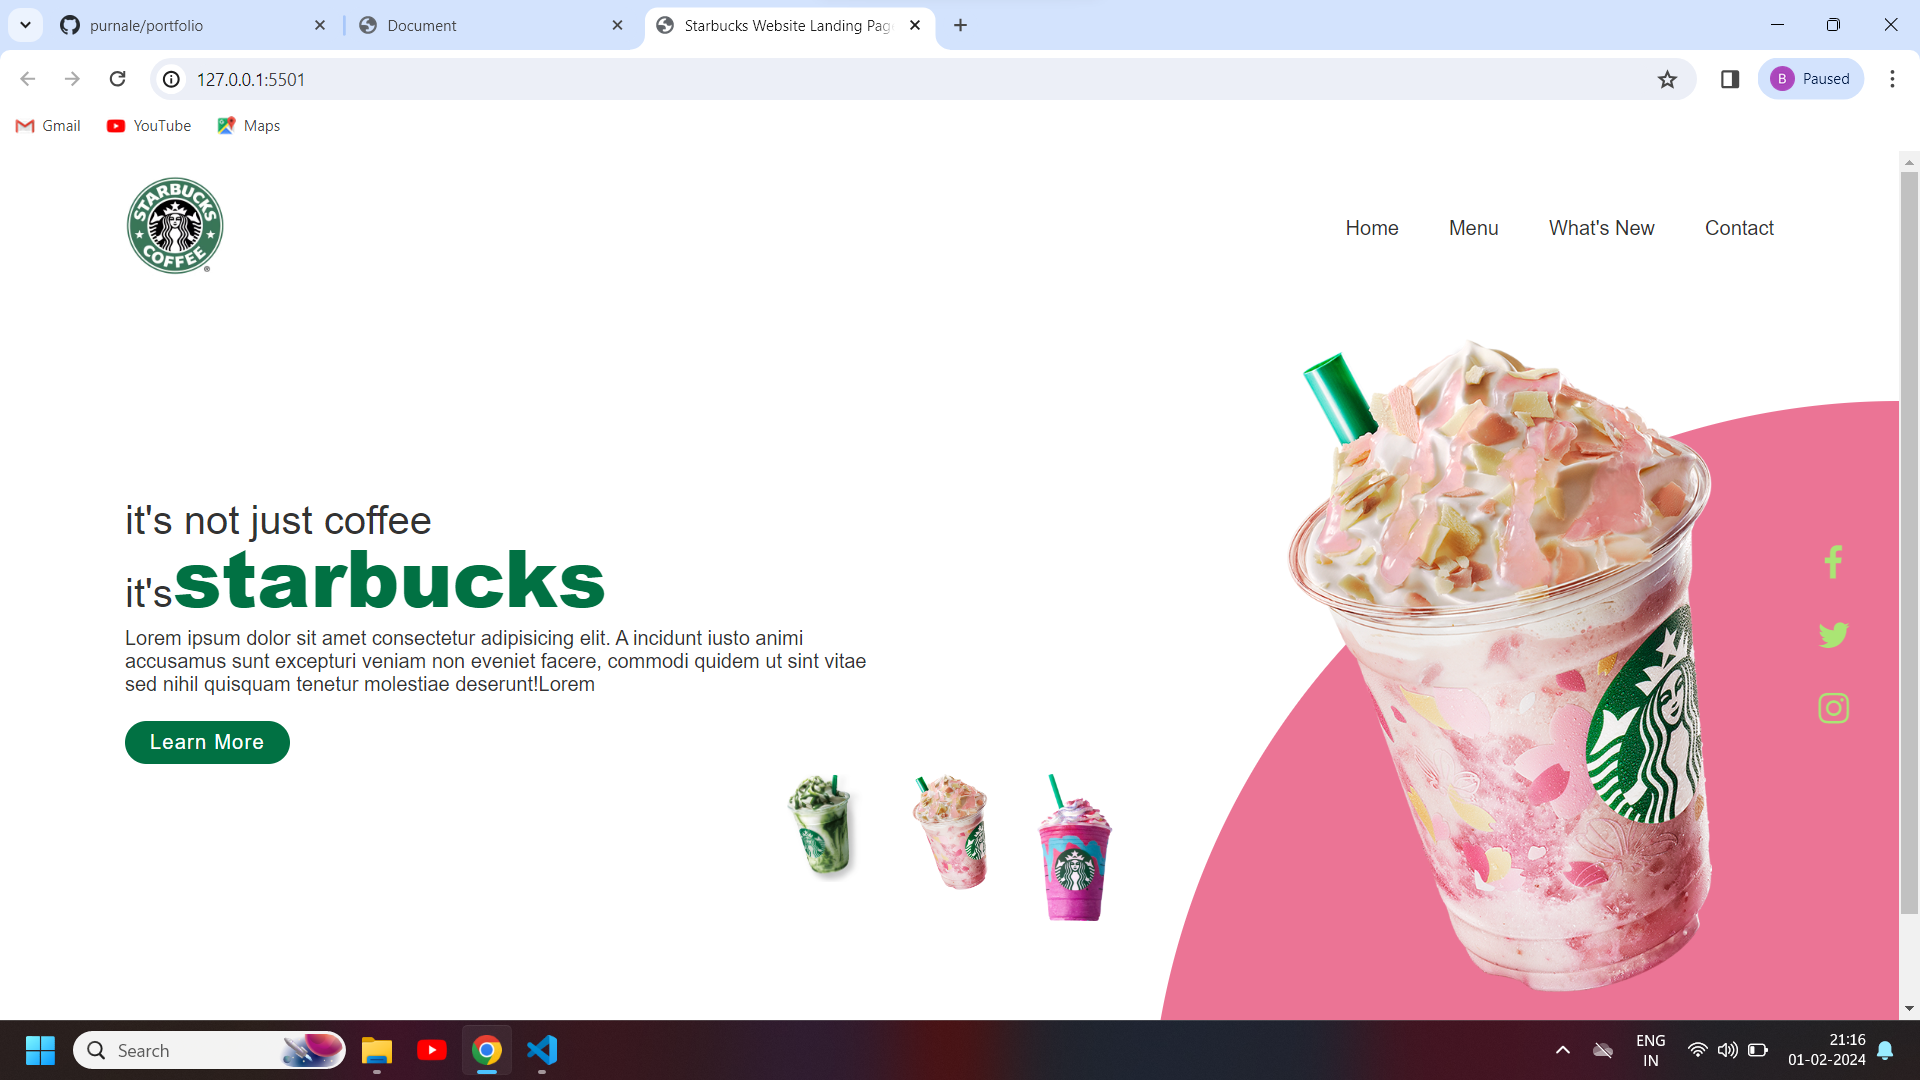 purnale/portfolio
Document
Starbucks Website Landing Pag
127.0.0.1:5501
B
Paused
Gmail
YouTube
Maps
STARBUCKS
COFFEE
®
Home
Menu
What's New
Contact
it's not just coffee
it'sstarbucks
Lorem ipsum dolor sit amet consectetur adipisicing elit. A incidunt iusto animi
accusamus sunt excepturi veniam non eveniet facere, commodi quidem ut sint vitae
sed nihil quisquam tenetur molestiae deserunt!Lorem
Learn More
Search
ENG
IN
21:16
01-02-2024